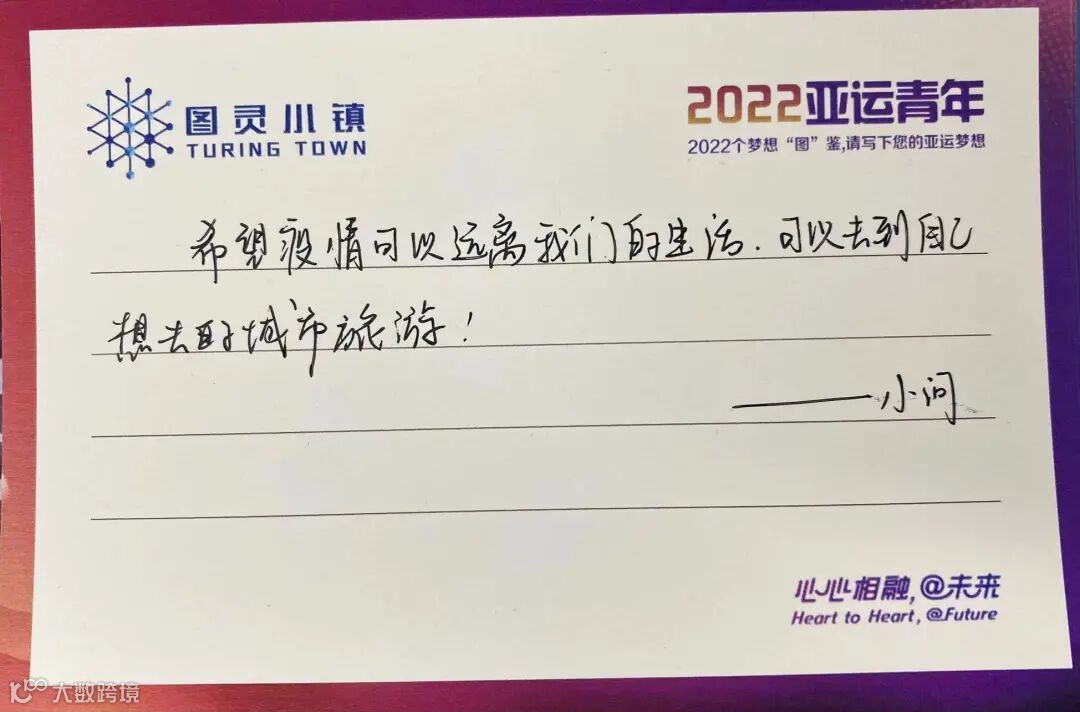 图灵小镇
TURING TOWN
2022亚运青年
2022个梦想“图”鉴,请写下您的亚运梦想
希望疫情可以远离我们的生活.可以去到自己
想去的城市旅游!
——小问
心心相融,@未来
Heart to Heart, @Future
大数跨境